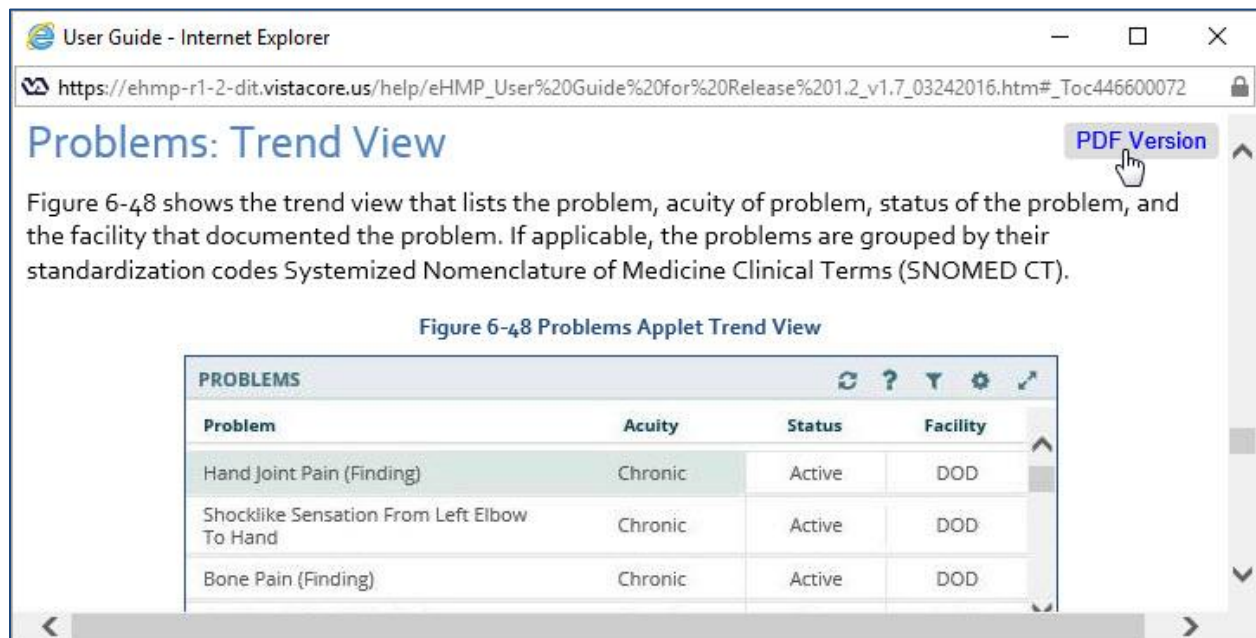 User Guide - Internet Explorer
https://ehmp-r1-2-dit.vistacore.us/help/eHMP_User%20Guide%20for%20Release%201.2_v1.7_03242016.htm#_Toc446600072
Problems: Trend View
PDF Version
Figure 6-48 shows the trend view that lists the problem, acuity of problem, status of the problem, and
the facility that documented the problem. If applicable, the problems are grouped by their
standardization codes Systemized Nomenclature of Medicine Clinical Terms (SNOMED CT).
Figure 6-48 Problems Applet Trend View
PROBLEMS
Problem Acuity Status Facility
Hand Joint Pain (Finding) Chronic Active DOD
Shocklike Sensation From Left Elbow
To Hand Chronic Active DOD
Bone Pain (Finding) Chronic Active DOD